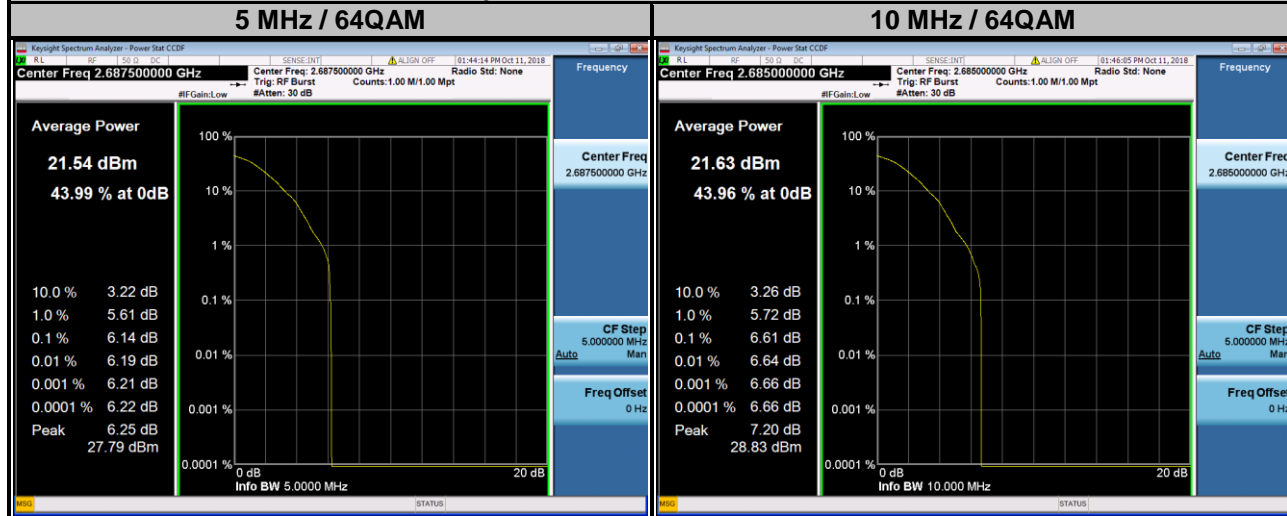 5 MHz / 64QAM
Keysight Spectrum Analyzer - Power Stat CCDF
RL RF 50 Ω DC SENSE:INT ALIGN OFF 01:44:14 PM Oct 11, 2018
Center Freq 2.687500000 GHz
Center Freq: 2.687500000 GHz Radio Std: None
Trig: RF Burst Counts:1.00 M/1.00 Mpt
#IFGain:Low #Atten: 30 dB
Frequency
Average Power
21.54 dBm
43.99 % at 0dB
10.0 % 3.22 dB
1.0 % 5.61 dB
0.1 % 6.14 dB
0.01 % 6.19 dB
0.001 % 6.21 dB
0.0001 % 6.22 dB
Peak 6.25 dB
27.79 dBm
100 %
10 %
1 %
0.1 %
0.01 %
0.001 %
0.0001 %
0 dB 20 dB
Info BW 5.0000 MHz
Center Freq
2.687500000 GHz
CF Step
5.000000 MHz
Auto Man
Freq Offset
0 Hz
MSG STATUS
10 MHz / 64QAM
Keysight Spectrum Analyzer - Power Stat CCDF
RL RF 50 Ω DC SENSE:INT ALIGN OFF 01:46:05 PM Oct 11, 2018
Center Freq 2.685000000 GHz
Center Freq: 2.685000000 GHz Radio Std: None
Trig: RF Burst Counts:1.00 M/1.00 Mpt
#IFGain:Low #Atten: 30 dB
Frequency
Average Power
21.63 dBm
43.96 % at 0dB
10.0 % 3.26 dB
1.0 % 5.72 dB
0.1 % 6.61 dB
0.01 % 6.64 dB
0.001 % 6.66 dB
0.0001 % 6.66 dB
Peak 7.20 dB
28.83 dBm
100 %
10 %
1 %
0.1 %
0.01 %
0.001 %
0.0001 %
0 dB 20 dB
Info BW 10.000 MHz
Center Freq
2.685000000 GHz
CF Step
5.000000 MHz
Auto Man
Freq Offset
0 Hz
MSG STATUS